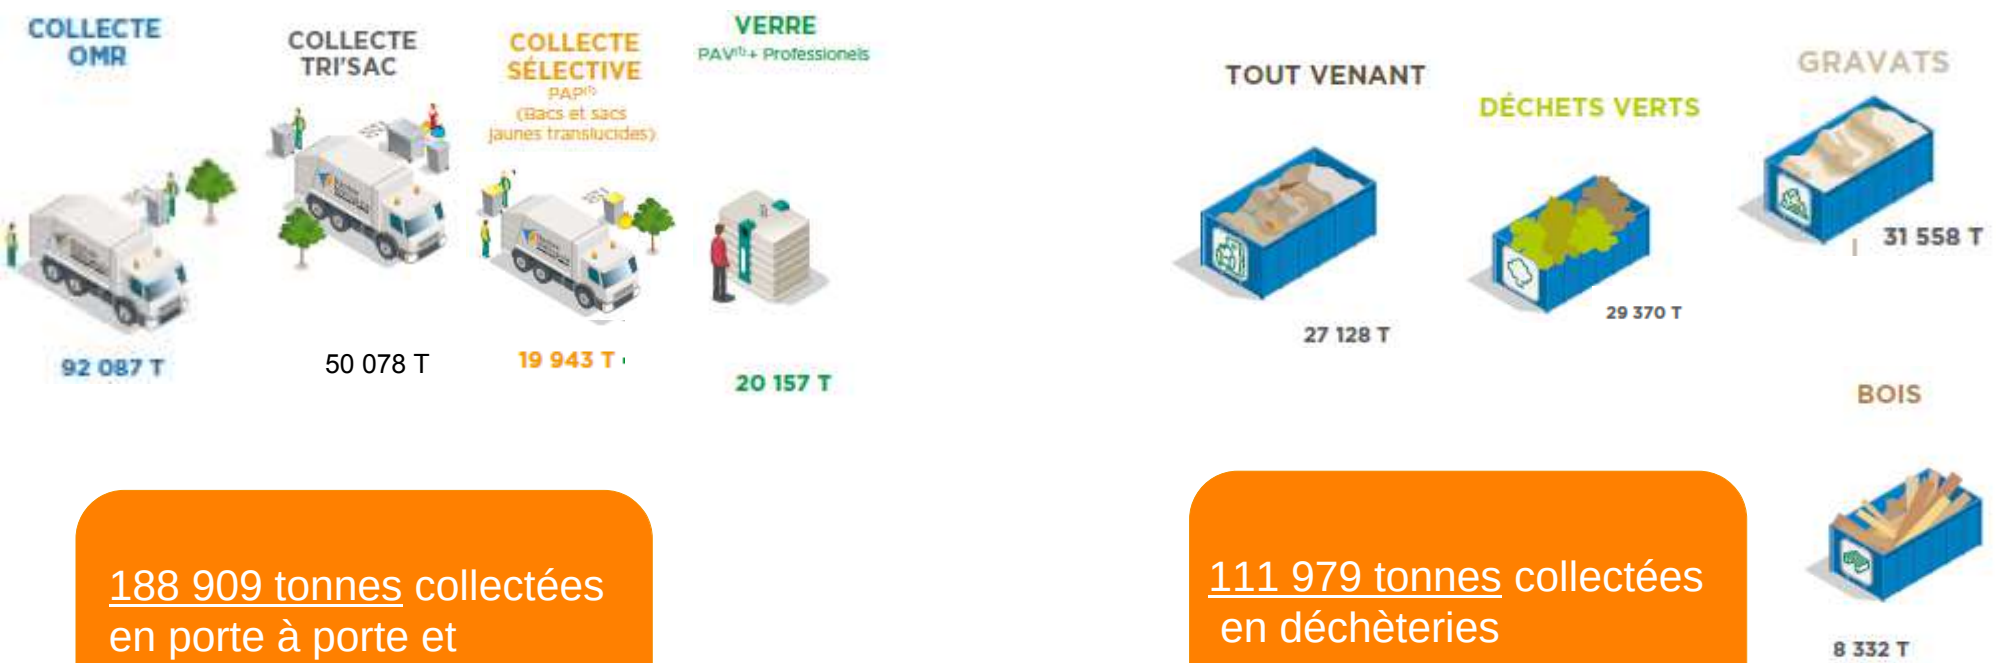 COLLECTE
OMR
92 087 T
COLLECTE
TRI'SAC
50 078 T
COLLECTE
SÉLECTIVE
PAP⁽¹⁾
(Bacs et sacs
jaunes translucides)
19 943 T
VERRE
PAV⁽¹⁾ + Professionels
20 157 T
TOUT VENANT
27 128 T
DÉCHETS VERTS
29 370 T
GRAVATS
31 558 T
BOIS
8 332 T
188 909 tonnes collectées
en porte à porte et
111 979 tonnes collectées
en déchèteries